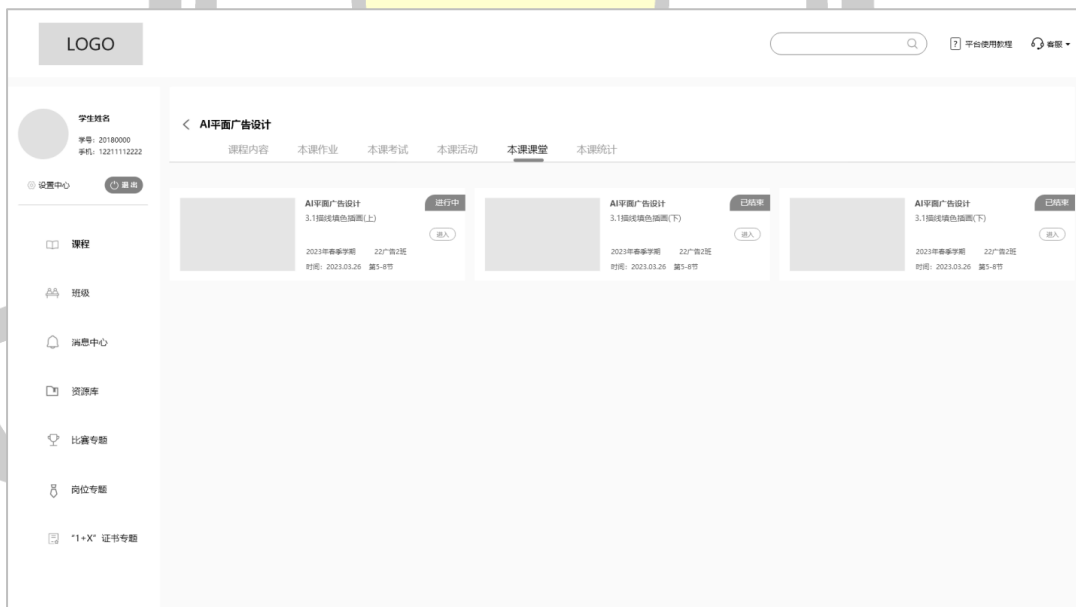 LOGO
? 平台使用教程
客服
学生姓名
学号: 20180000
手机: 12211112222
设置中心
退出
AI平面广告设计
课程内容 本课作业 本课考试 本课活动 本课课堂 本课统计
课程
班级
消息中心
资源库
比赛专题
岗位专题
“1+X” 证书专题
AI平面广告设计
进行中
3.1描线填色插画(上)
进入
2023年春季学期 22广告2班
时间: 2023.03.26 第5-8节
AI平面广告设计
已结束
3.1描线填色插画(下)
进入
2023年春季学期 22广告2班
时间: 2023.03.26 第5-8节
AI平面广告设计
已结束
3.1描线填色插画(下)
进入
2023年春季学期 22广告2班
时间: 2023.03.26 第5-8节